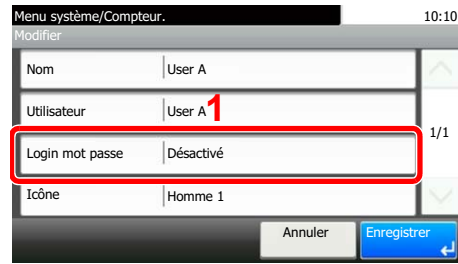 Menu système/Compteur. 10:10
Modifier
Nom User A
Utilisateur User A 1
1/1
Login mot passe Désactivé
Icône Homme 1
Annuler Enregistrer